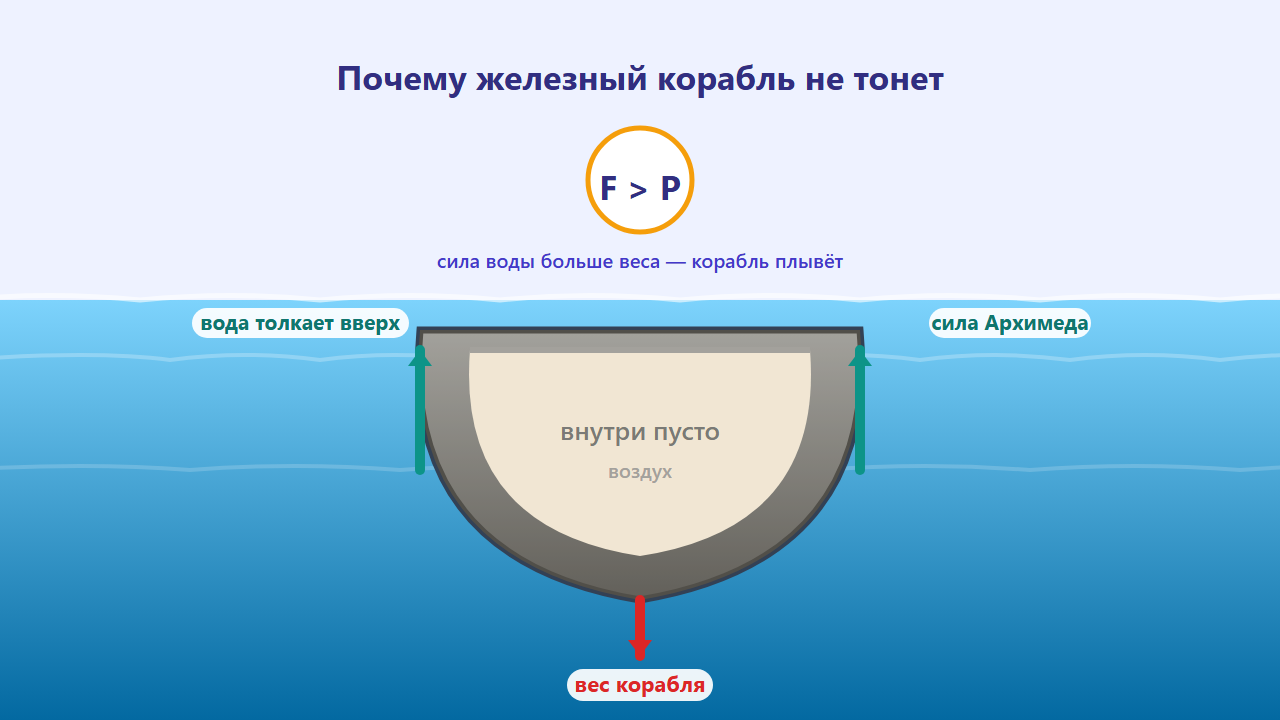 Почему железный корабль не тонет
F > P
сила воды больше веса — корабль плывёт
вода толкает вверх
сила Архимеда
внутри пусто
воздух
вес корабля